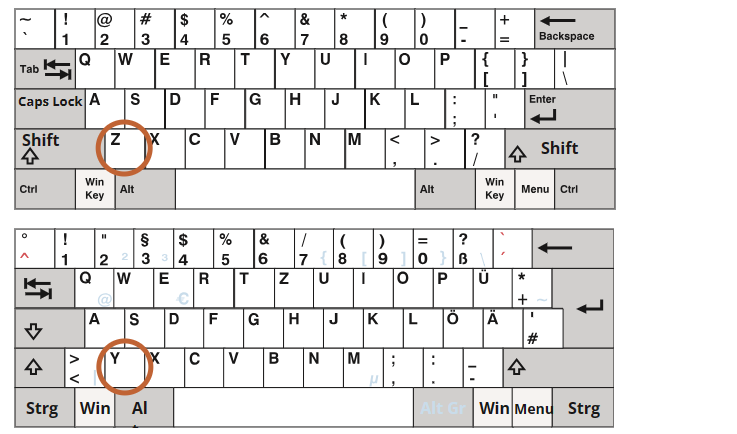 ~ ! @ # $ % ^ & * ( ) _ +
` 1 2 3 4 5 6 7 8 9 0 - = Backspace
Tab Q W E R T Y U I O P { } |
[ ] \
Caps Lock A S D F G H J K L : " Enter
; '
Shift Z X C V B N M < > ? Shift
, . /
Ctrl Win Key Alt Alt Win Key Menu Ctrl
° ! " § $ % & / ( ) = ? `
^ 1 2 ² 3 ³ 4 5 6 7 { 8 [ 9 ] 0 } ß \ ´
Q W E R T Z U I O P Ü *
@ € + ~
A S D F G H J K L Ö Ä '
#
> Y X C V B N M ; : _
< | µ , . -
Strg Win Alt Alt Gr Win Menu Strg